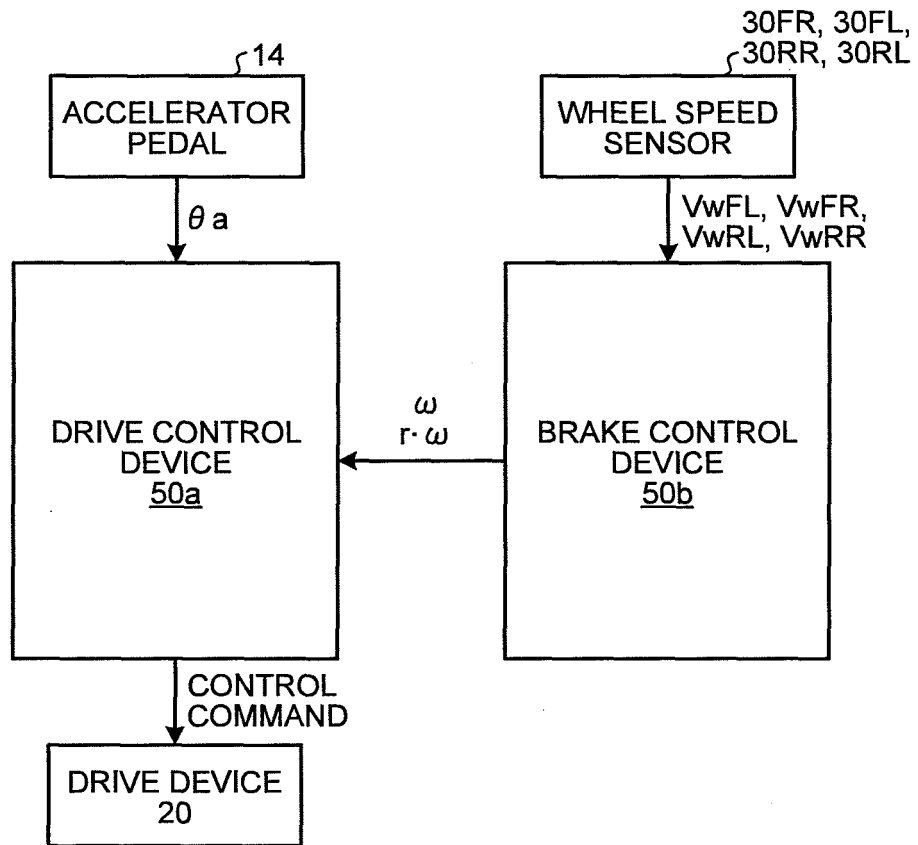 14
ACCELERATOR
PEDAL
30FR, 30FL,
30RR, 30RL
WHEEL SPEED
SENSOR
θa
VwFL, VwFR,
VwRL, VwRR
DRIVE CONTROL
DEVICE
50a
ω
r·ω
BRAKE CONTROL
DEVICE
50b
CONTROL
COMMAND
DRIVE DEVICE
20